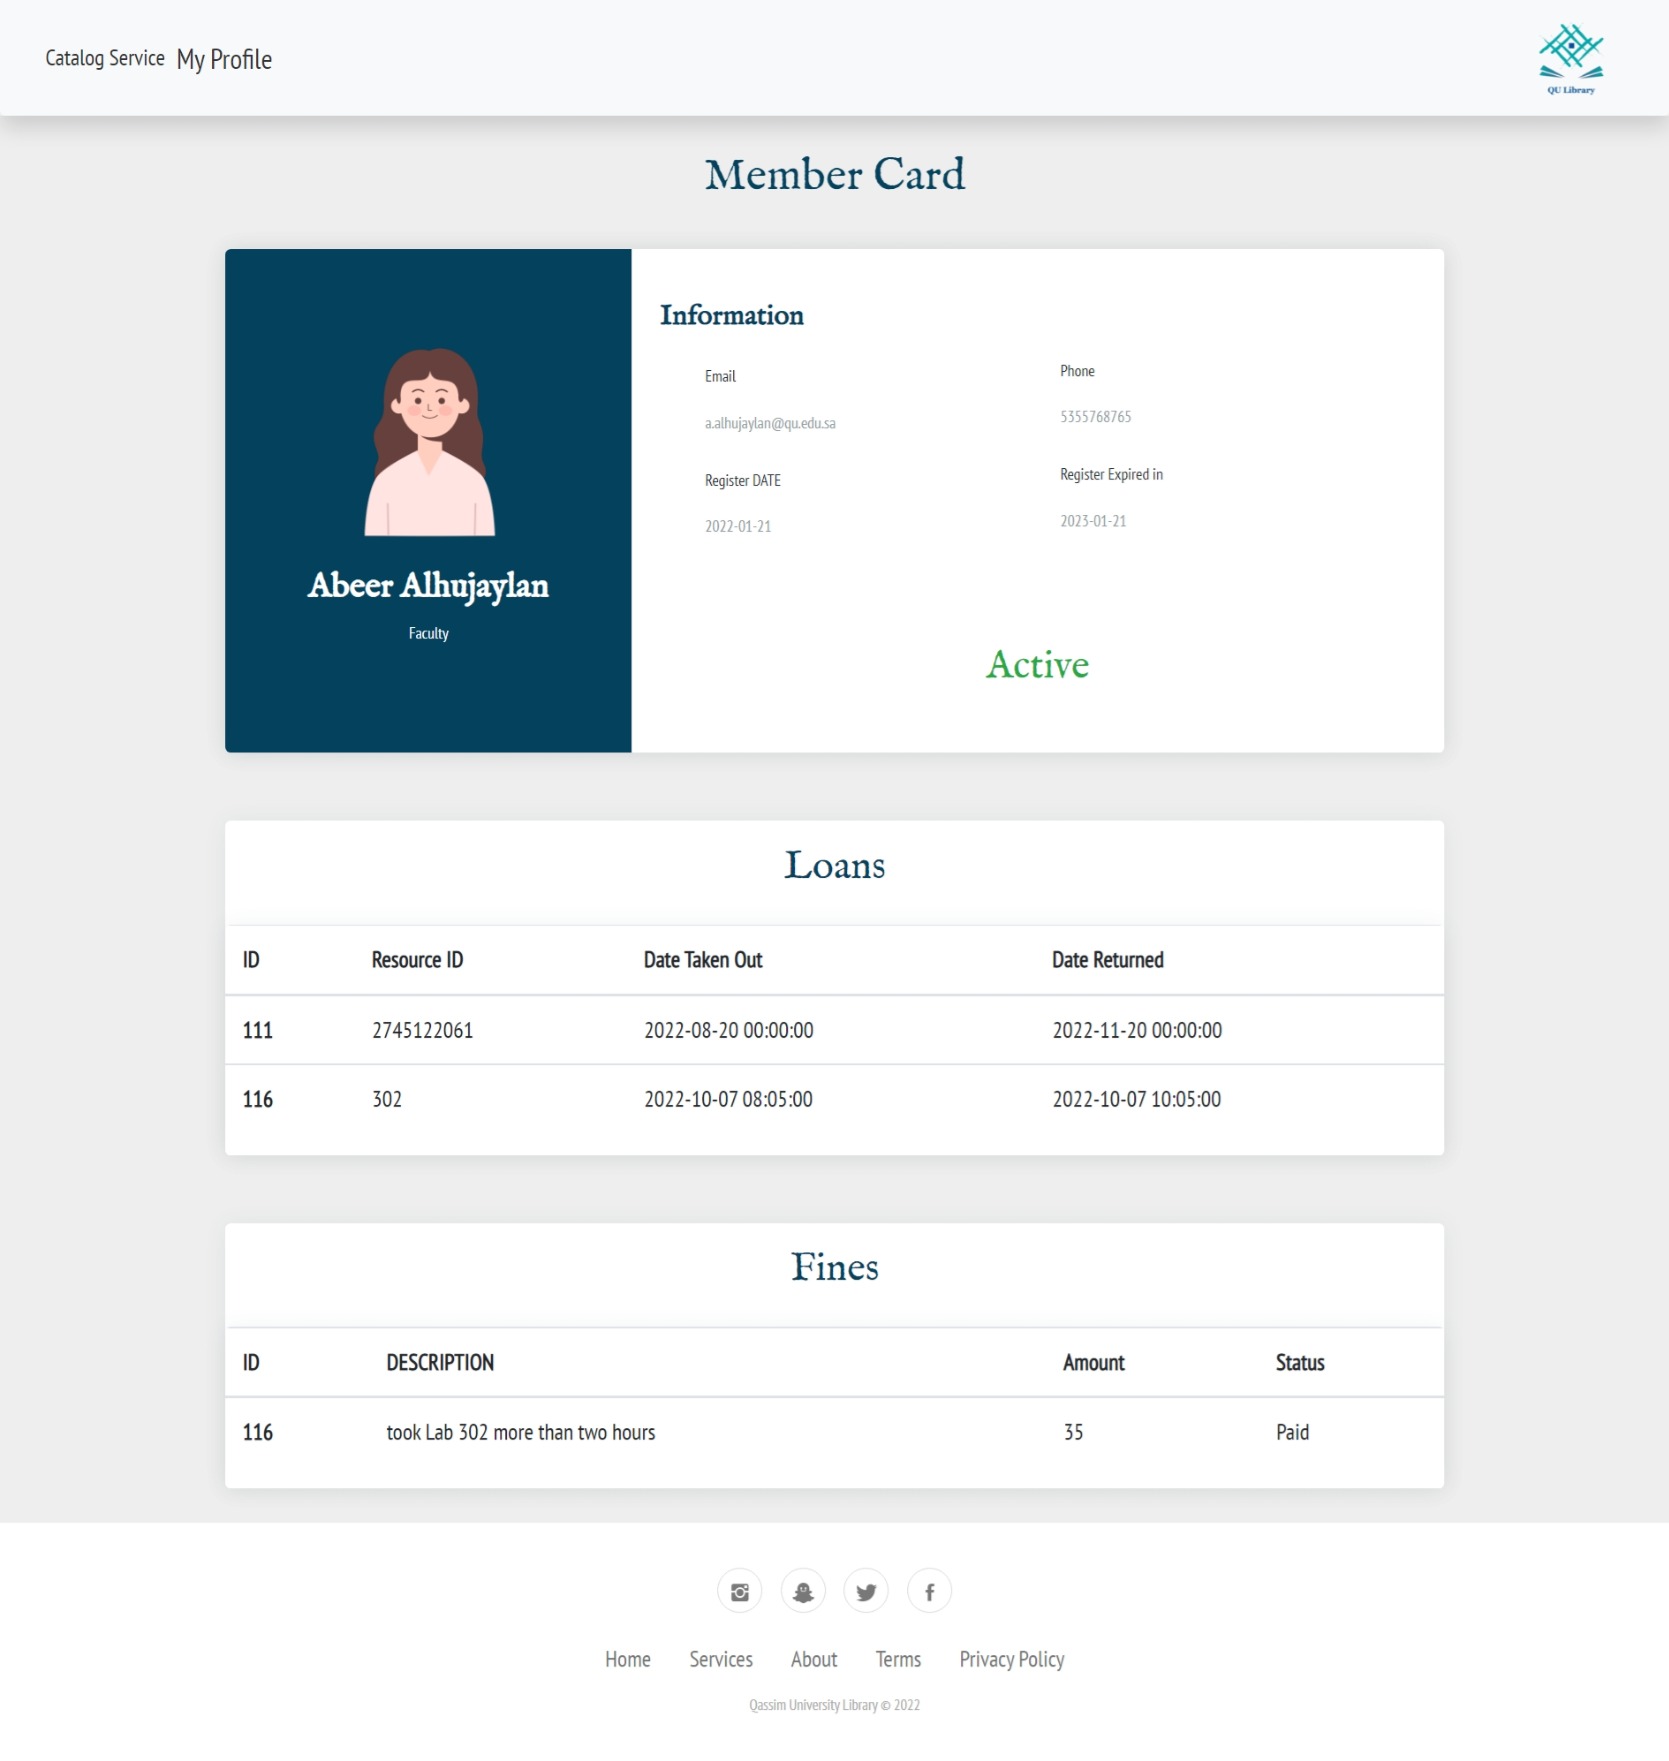 Catalog Service My Profile
QU Library
Member Card
Information
Email
Phone
a.alhujaylan@qu.edu.sa
5355768765
Register DATE
Register Expired in
2022-01-21
2023-01-21
Abeer Alhujaylan
Faculty
Active
Loans
ID Resource ID Date Taken Out Date Returned
111 2745122061 2022-08-20 00:00:00 2022-11-20 00:00:00
116 302 2022-10-07 08:05:00 2022-10-07 10:05:00
Fines
ID DESCRIPTION Amount Status
116 took Lab 302 more than two hours 35 Paid
Home Services About Terms Privacy Policy
Qassim University Library © 2022